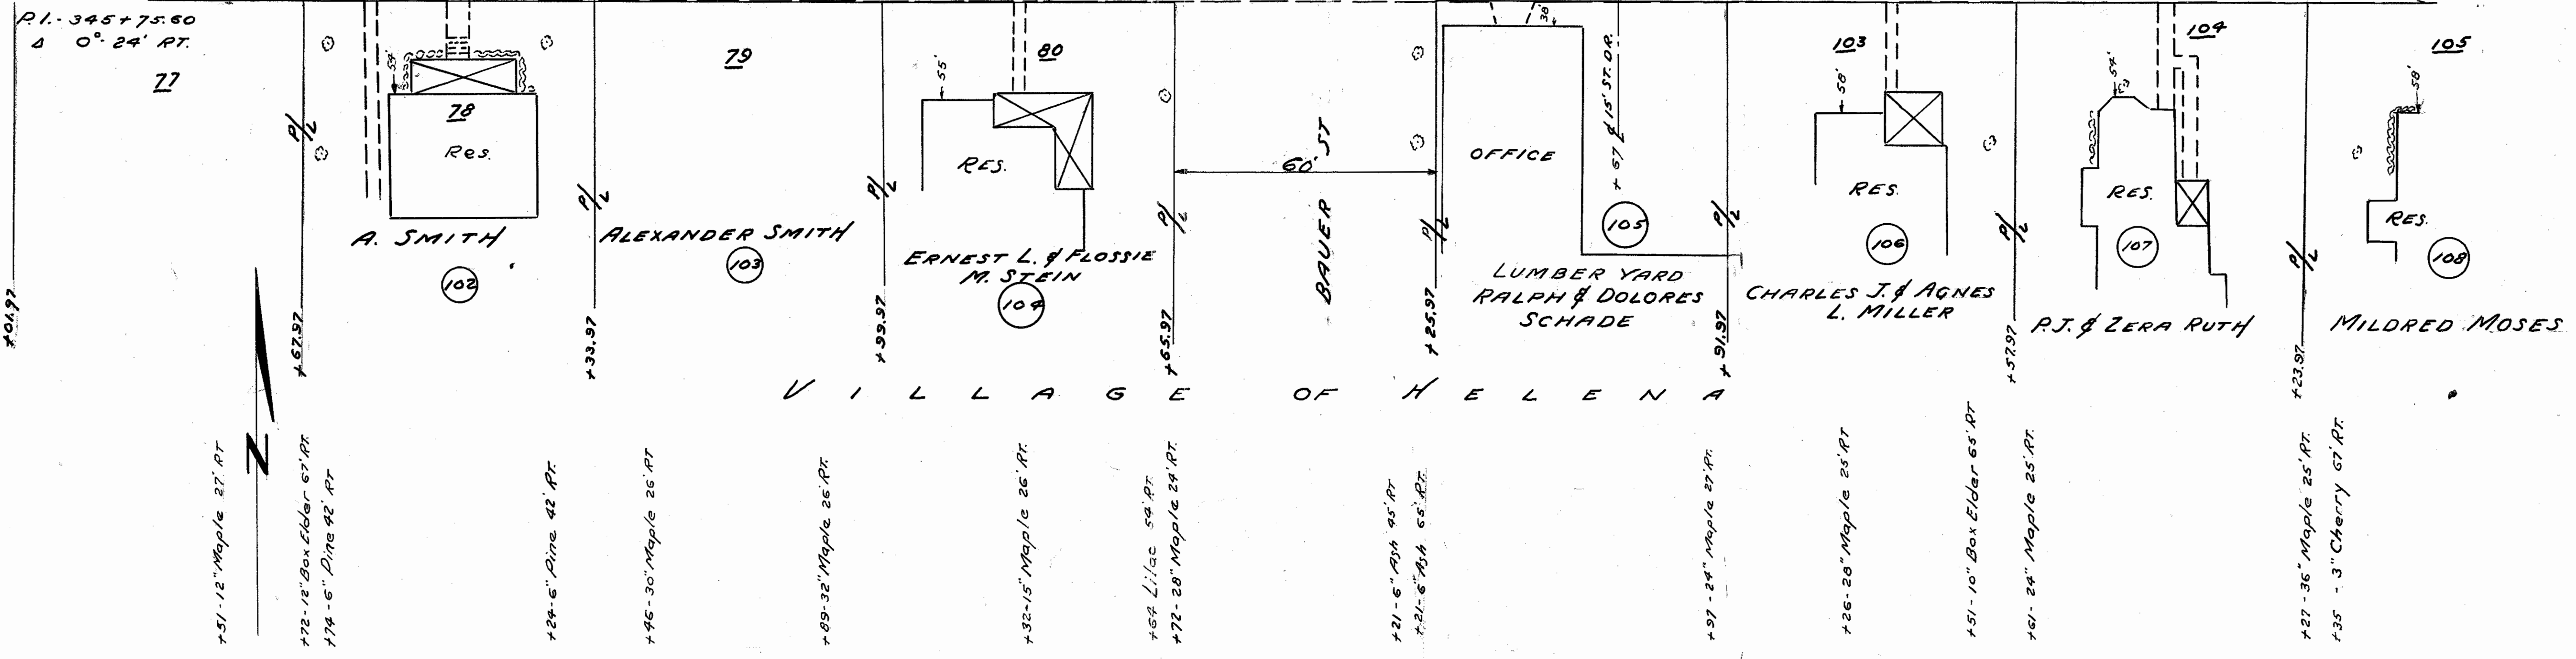 P.I. - 345 + 75.60
Δ 0°- 24' RT.
77
+01.97
P/L
+67.97
54'
78
Res.
A. SMITH
102
P/L
+33.97
79
ALEXANDER SMITH
103
P/L
+99.97
55'
80
RES.
ERNEST L. & FLOSSIE
M. STEIN
104
P/L
+65.97
60'
BAUER ST
P/L
+25.97
38'
OFFICE
+67 ℄ 15' ST. DR.
105
LUMBER YARD
RALPH & DOLORES
SCHADE
P/L
+91.97
103
58'
RES.
106
CHARLES J. & AGNES
L. MILLER
P/L
+57.97
104
54'
RES.
107
P.J. & ZERA RUTH
P/L
+23.97
105
58'
RES.
108
MILDRED MOSES
VILLAGE OF HELENA
N
+51-12" Maple 27' RT
+72-12" Box Elder 67' RT.
+74-6" Pine 42' RT
+24-6" Pine 42' RT.
+46-30" Maple 26' RT
+89-32" Maple 26' RT.
+32-15" Maple 26' RT.
+64 Lilac 54' RT.
+72-28" Maple 24' RT.
+21-6" Ash 45' RT
+21-6" Ash 65' RT.
+97-24" Maple 27' RT.
+26-28" Maple 25' RT
+51-10" Box Elder 65' RT
+61-24" Maple 25' RT.
+27-36" Maple 25' RT.
+35 - 3" Cherry 67' RT.